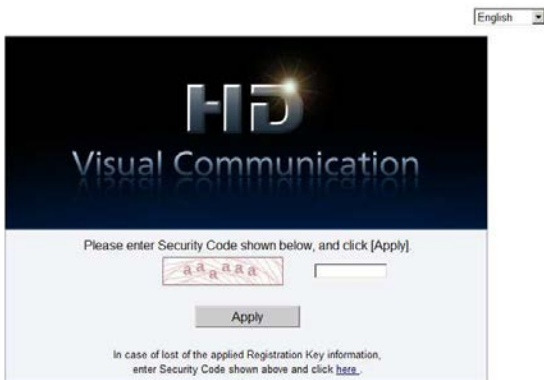 English
HD
Visual Communication
Please enter Security Code shown below, and click [Apply].
aaaaaa
Apply
In case of lost of the applied Registration Key information,
enter Security Code shown above and click here .